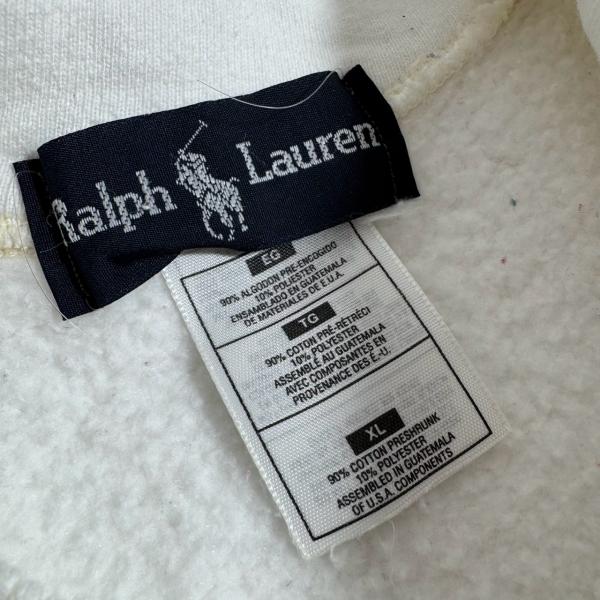 Ralph Lauren
EG
90% ALGODON PRE-ENCOGIDO
10% POLIESTER
ENSAMBLADO EN GUATEMALA
DE MATERIALES DE E.U.A.
TG
90% COTON PRÉ-RÉTRÉCI
10% POLYESTER
ASSEMBLÉ AU GUATEMALA
AVEC COMPOSANTES EN
PROVENANCE DES É.-U.
XL
90% COTTON PRESHRUNK
10% POLYESTER
ASSEMBLED IN GUATEMALA
OF U.S.A. COMPONENTS